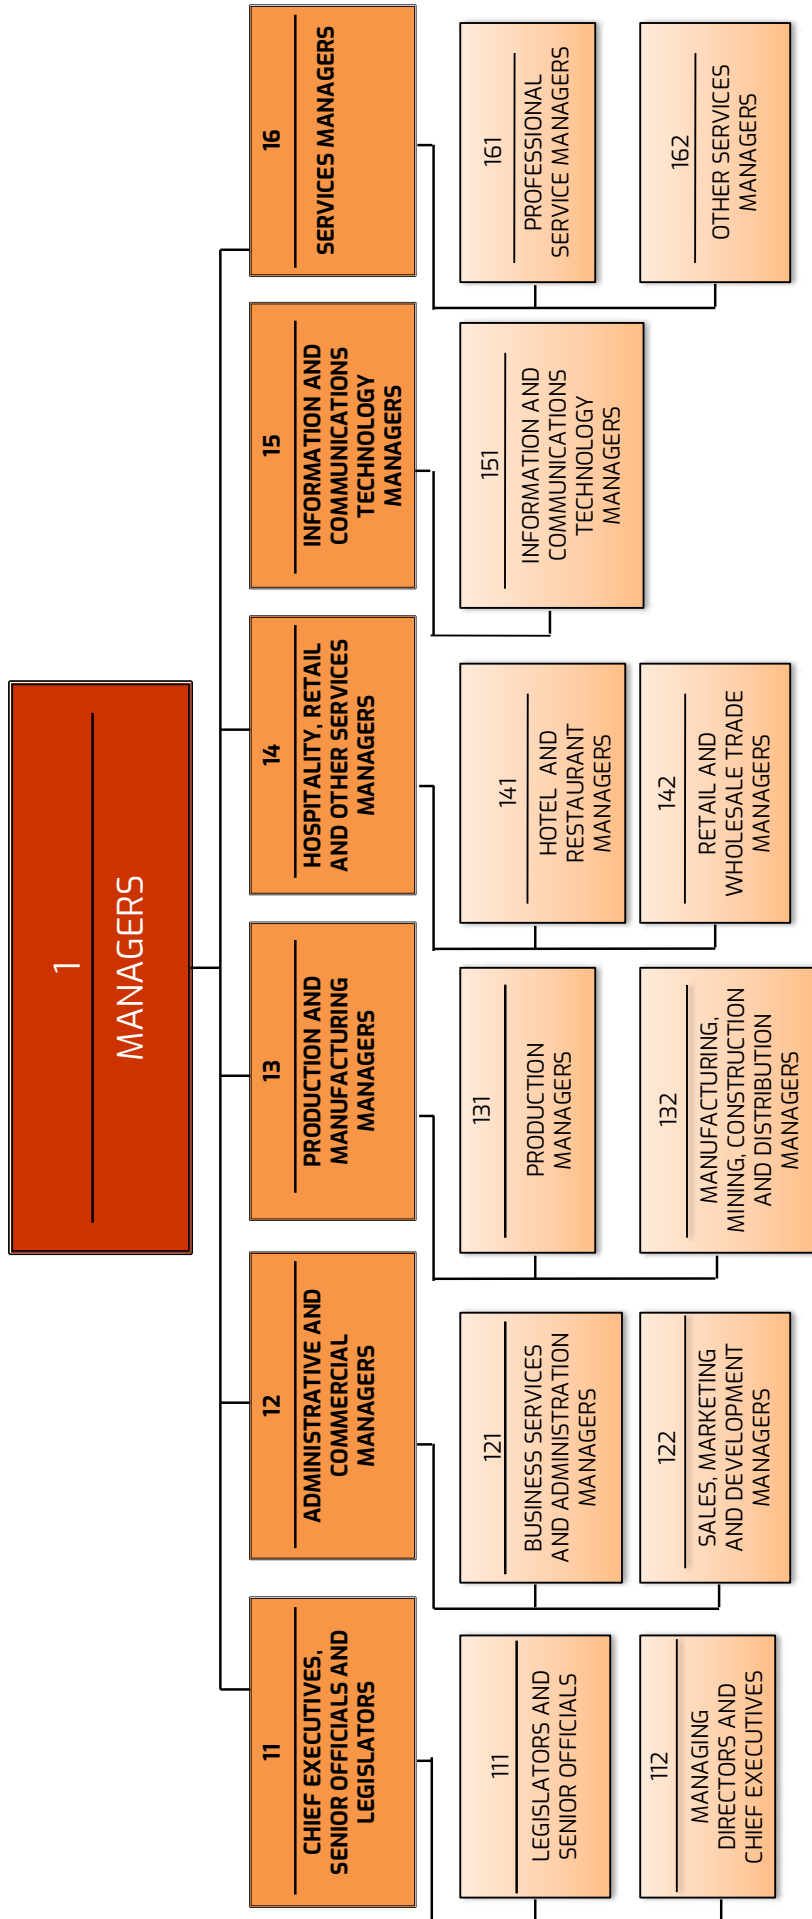 1
MANAGERS
11
CHIEF EXECUTIVES,
SENIOR OFFICIALS AND
LEGISLATORS
12
ADMINISTRATIVE AND
COMMERCIAL
MANAGERS
13
PRODUCTION AND
MANUFACTURING
MANAGERS
14
HOSPITALITY, RETAIL
AND OTHER SERVICES
MANAGERS
15
INFORMATION AND
COMMUNICATIONS
TECHNOLOGY
MANAGERS
16
SERVICES MANAGERS
111
LEGISLATORS AND
SENIOR OFFICIALS
121
BUSINESS SERVICES
AND ADMINISTRATION
MANAGERS
131
PRODUCTION
MANAGERS
141
HOTEL AND
RESTAURANT
MANAGERS
151
INFORMATION AND
COMMUNICATIONS
TECHNOLOGY
MANAGERS
161
PROFESSIONAL
SERVICE MANAGERS
112
MANAGING
DIRECTORS AND
CHIEF EXECUTIVES
122
SALES, MARKETING
AND DEVELOPMENT
MANAGERS
132
MANUFACTURING,
MINING, CONSTRUCTION
AND DISTRIBUTION
MANAGERS
142
RETAIL AND
WHOLESALE TRADE
MANAGERS
162
OTHER SERVICES
MANAGERS